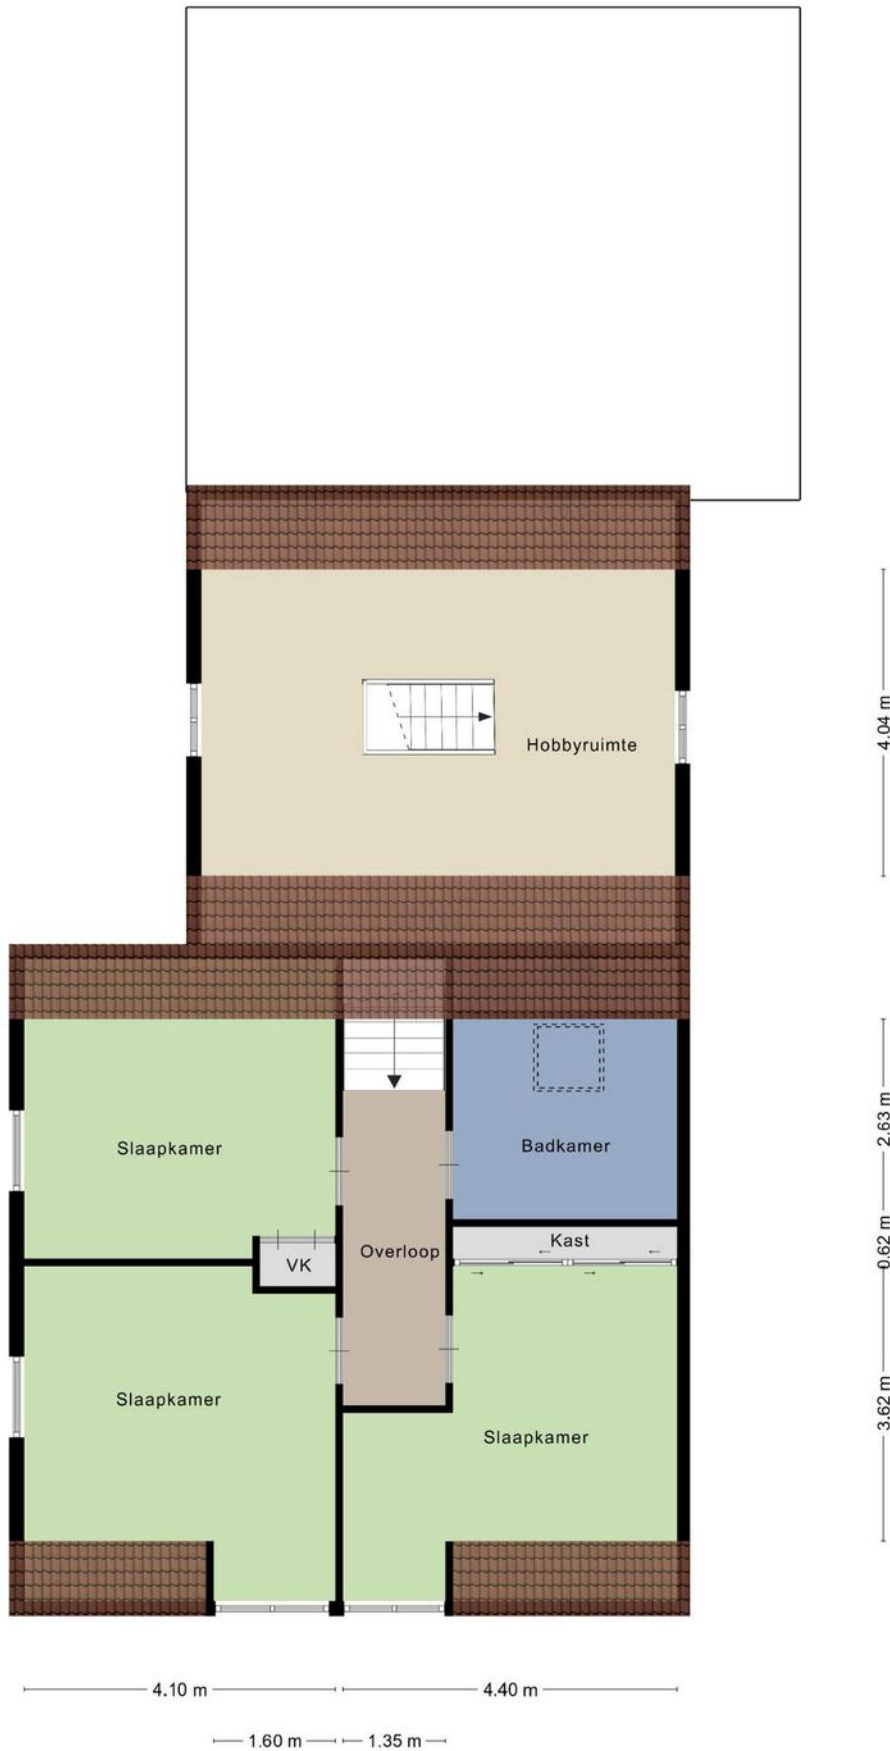 4.04 m
Hobbyruimte
2.63 m
Slaapkamer
Badkamer
Kast
0.62 m
Overloop
VK
Slaapkamer
3.62 m
Slaapkamer
4.10 m
4.40 m
1.60 m
1.35 m